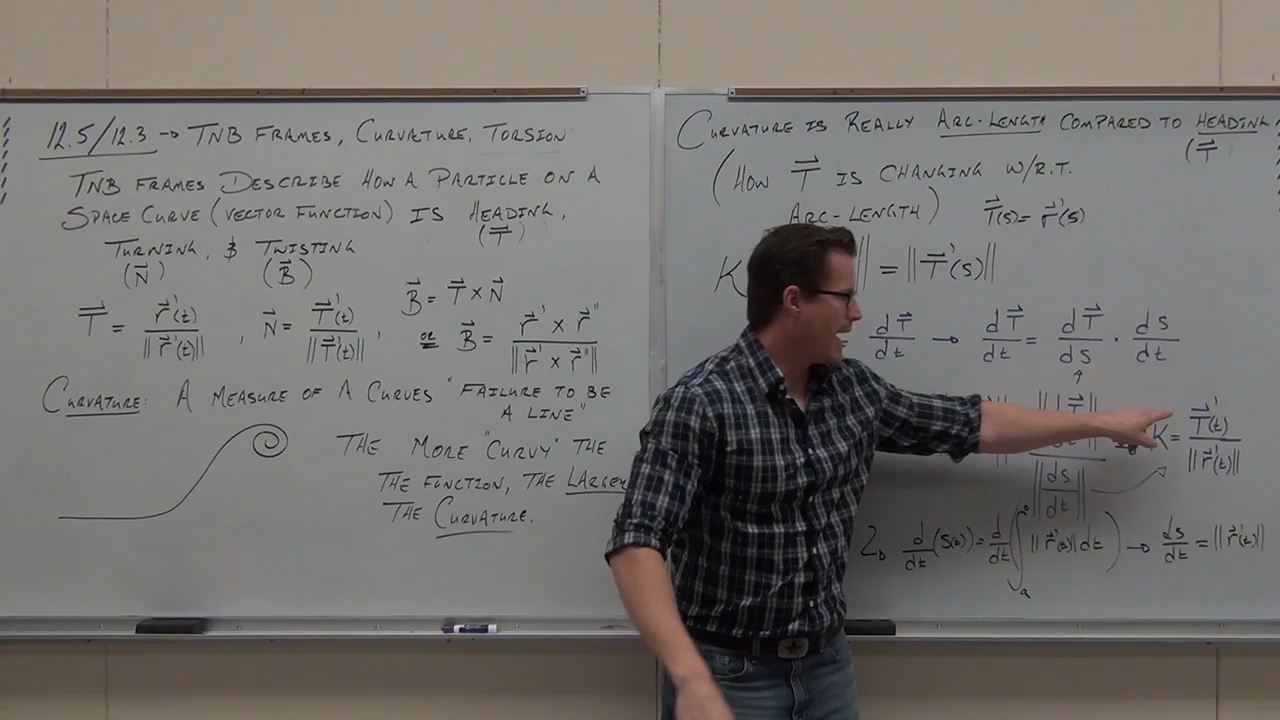 12.5/12.3 → TNB FRAMES, CURVATURE, TORSION
TNB FRAMES DESCRIBE HOW A PARTICLE ON A
SPACE CURVE (VECTOR FUNCTION) IS HEADING,
(T⃗)
TURNING, & TWISTING
(N⃗) (B⃗)
T⃗ = r⃗'(t) / ||r⃗'(t)|| , N⃗ = T⃗'(t) / ||T⃗'(t)|| ,
B⃗ = T⃗ × N⃗
OR B⃗ = r⃗' × r⃗'' / ||r⃗' × r⃗''||
CURVATURE: A MEASURE OF A CURVES "FAILURE TO BE
A LINE"
THE MORE "CURVY" THE
THE FUNCTION, THE LARGER
THE CURVATURE.
CURVATURE IS REALLY ARC-LENGTH COMPARED TO HEADING
(T⃗
(HOW T⃗ IS CHANGING W/R.T.
ARC-LENGTH) T⃗(s) = r⃗'(s)
K || = ||T⃗'(s)||
dT⃗/dt → dT⃗/dt = dT⃗/ds · ds/dt
K = T⃗'(t) / ||r⃗'(t)||
||ds/dt||
d/dt (s(t)) = d/dt (∫ₐ ||r⃗'(t)|| dt) → ds/dt = ||r⃗'(t)||